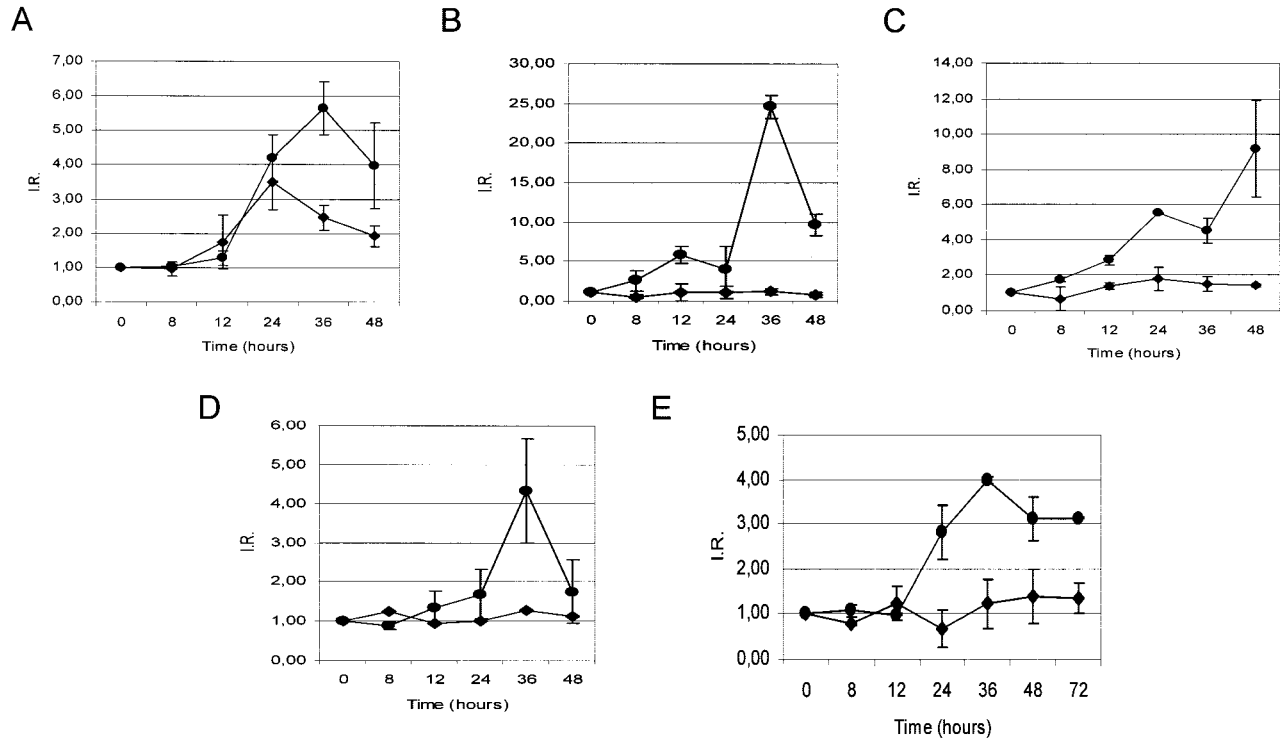 A
7,00
6,00
5,00
4,00
3,00
2,00
1,00
0,00
I.R.
0 8 12 24 36 48
Time (hours)
B
30,00
25,00
20,00
15,00
10,00
5,00
0,00
I.R.
0 8 12 24 36 48
Time (hours)
C
14,00
12,00
10,00
8,00
6,00
4,00
2,00
0,00
I.R.
0 8 12 24 36 48
Time (hours)
D
6,00
5,00
4,00
3,00
2,00
1,00
0,00
I.R.
0 8 12 24 36 48
Time (hours)
E
5,00
4,00
3,00
2,00
1,00
0,00
I.R.
0 8 12 24 36 48 72
Time (hours)